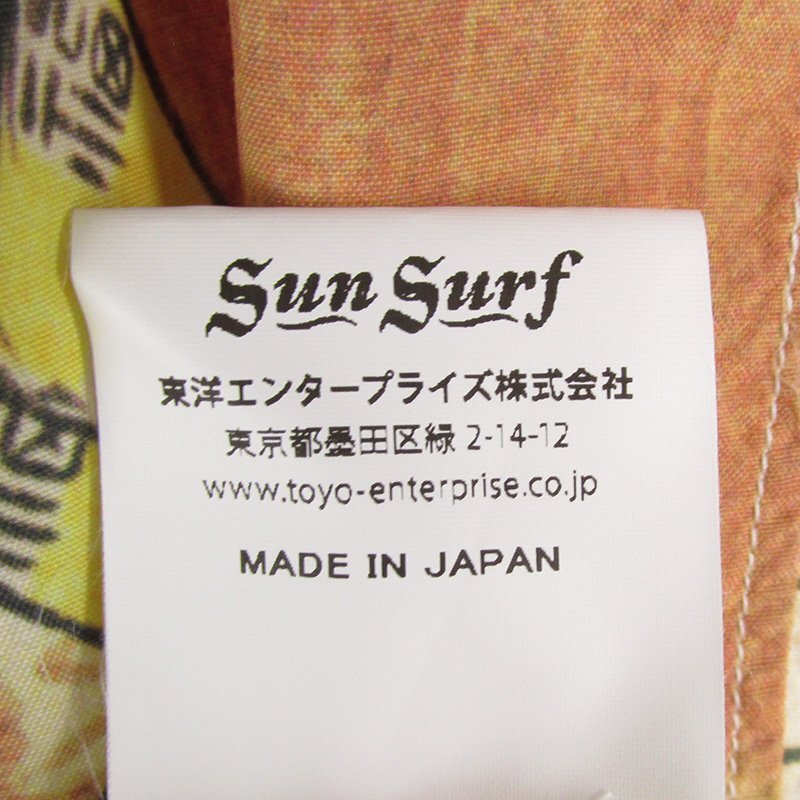 Sun Surf
東洋エンタープライズ株式会社
東京都墨田区緑 2-14-12
www.toyo-enterprise.co.jp
MADE IN JAPAN